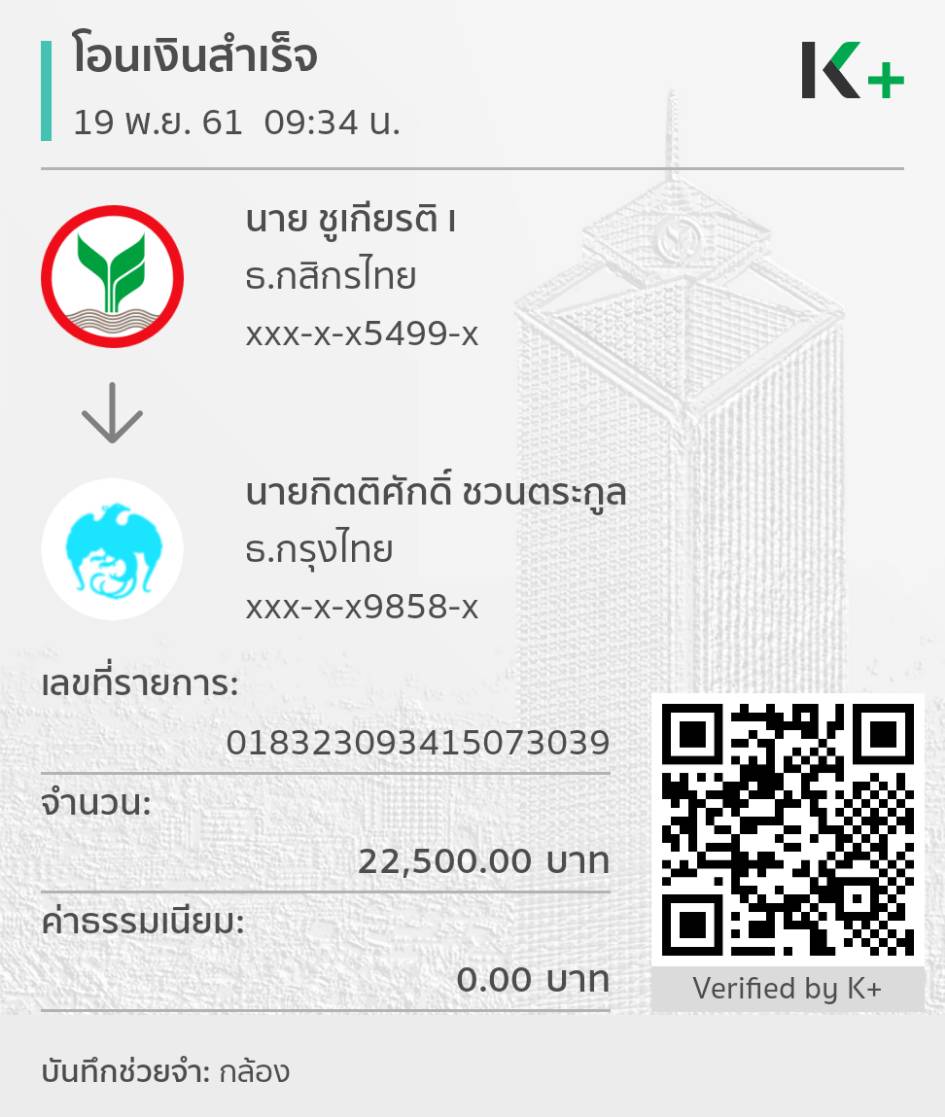 โอนเงินสำเร็จ
K+
19 พ.ย. 61 09:34 น.
นาย ชูเกียรติ เ
ธ.กสิกรไทย
xxx-x-x5499-x
นายกิตติศักดิ์ ชวนตระกูล
ธ.กรุงไทย
xxx-x-x9858-x
เลขที่รายการ:
018323093415073039
จำนวน:
22,500.00 บาท
ค่าธรรมเนียม:
0.00 บาท
Verified by K+
บันทึกช่วยจำ: กล้อง